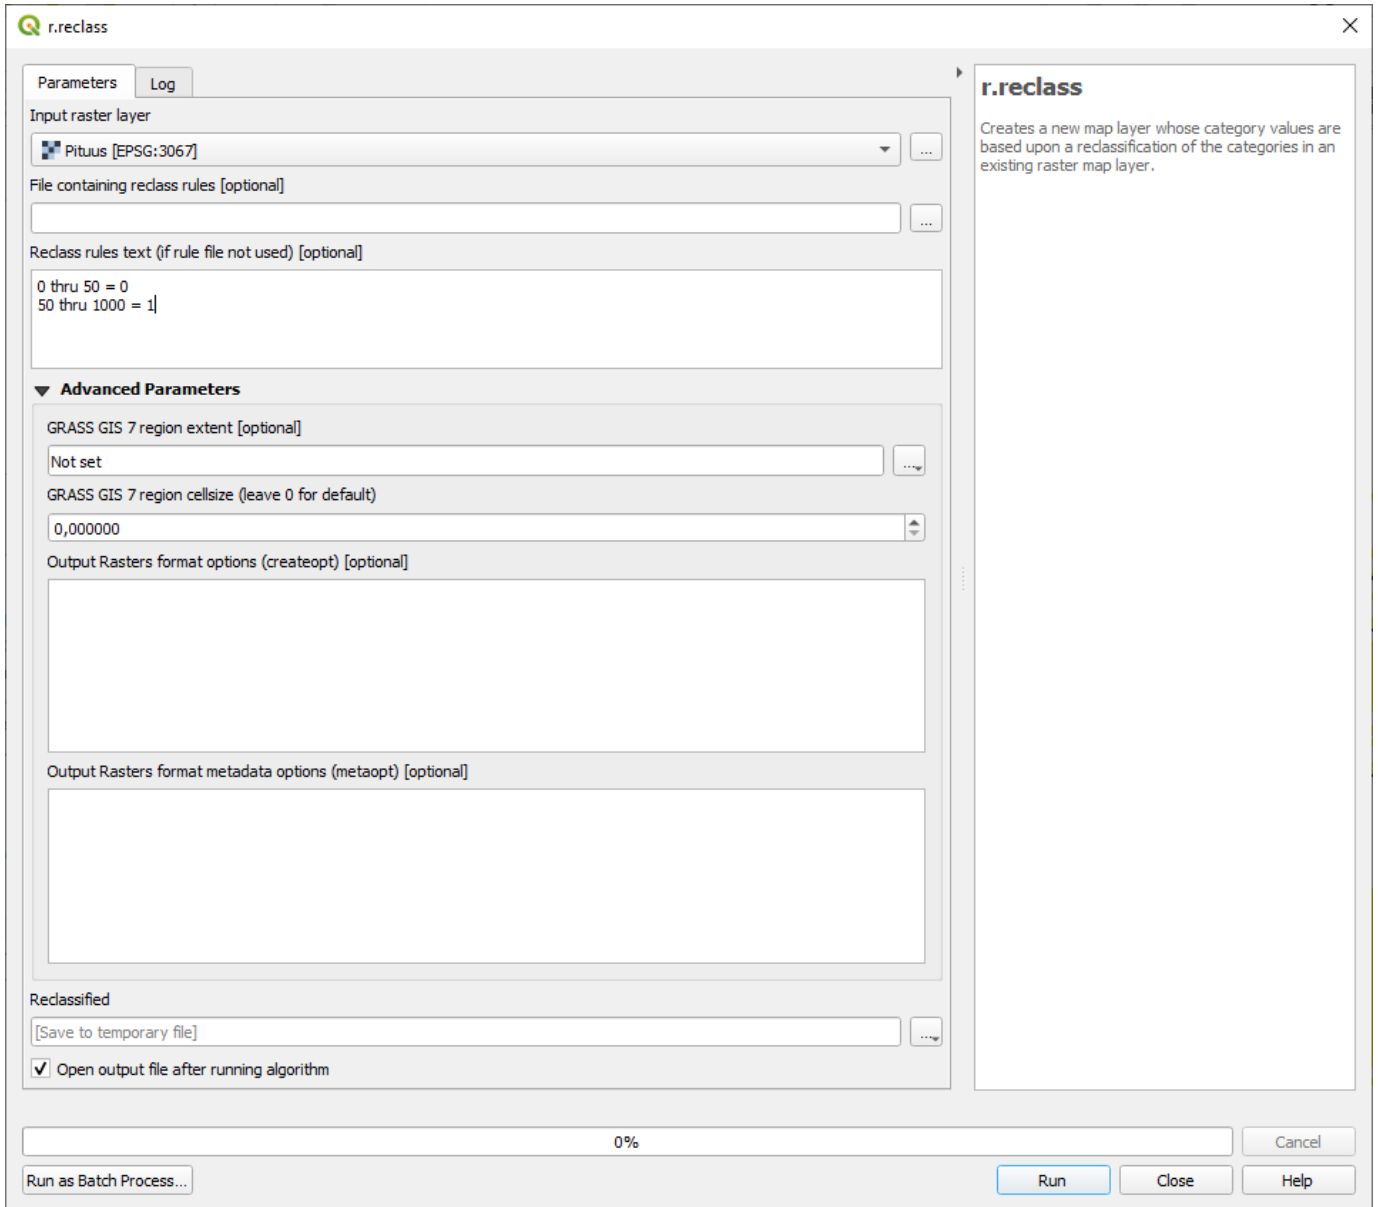 r.reclass
Parameters
Log
Input raster layer
Pituus [EPSG:3067]
...
File containing reclass rules [optional]
...
Reclass rules text (if rule file not used) [optional]
0 thru 50 = 0
50 thru 1000 = 1
Advanced Parameters
GRASS GIS 7 region extent [optional]
Not set
...
GRASS GIS 7 region cellsize (leave 0 for default)
0,000000
Output Rasters format options (createopt) [optional]
Output Rasters format metadata options (metaopt) [optional]
Reclassified
[Save to temporary file]
...
Open output file after running algorithm
r.reclass
Creates a new map layer whose category values are
based upon a reclassification of the categories in an
existing raster map layer.
0%
Cancel
Run as Batch Process...
Run
Close
Help